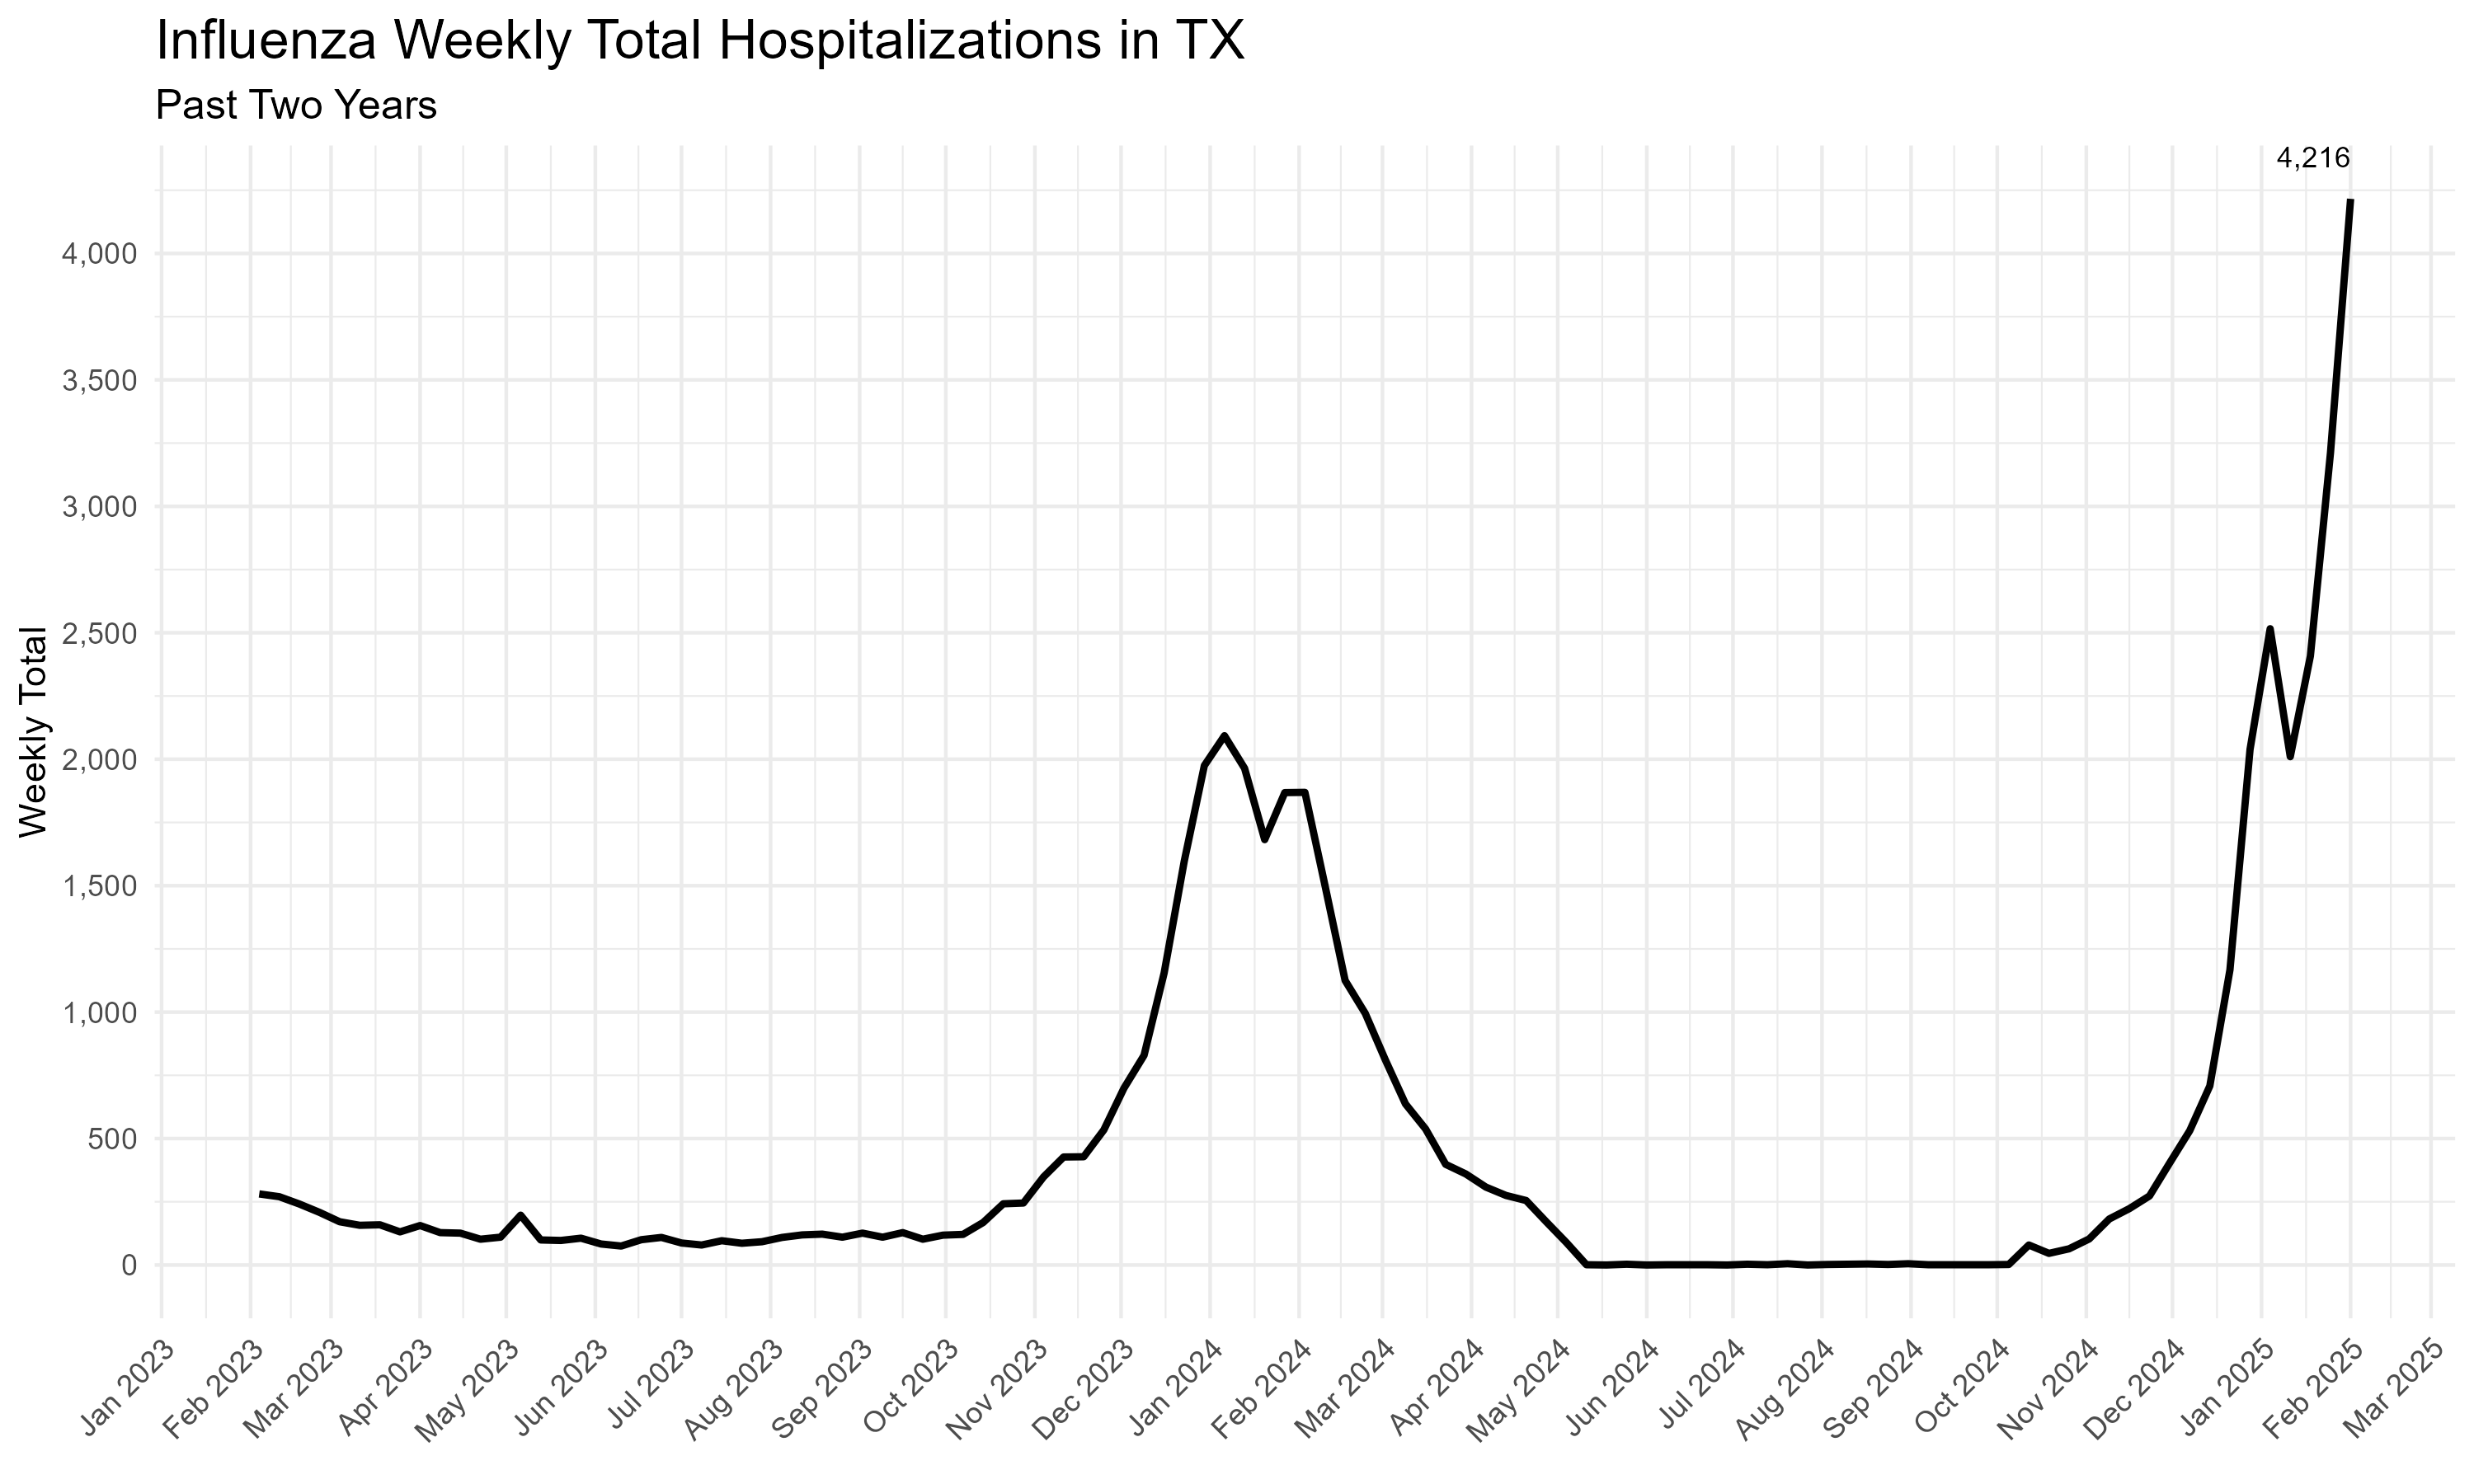 Influenza Weekly Total Hospitalizations in TX
Past Two Years
4,216
4,000
3,500
3,000
2,500
2,000
1,500
1,000
500
0
Weekly Total
Jan 2023
Feb 2023
Mar 2023
Apr 2023
May 2023
Jun 2023
Jul 2023
Aug 2023
Sep 2023
Oct 2023
Nov 2023
Dec 2023
Jan 2024
Feb 2024
Mar 2024
Apr 2024
May 2024
Jun 2024
Jul 2024
Aug 2024
Sep 2024
Oct 2024
Nov 2024
Dec 2024
Jan 2025
Feb 2025
Mar 2025